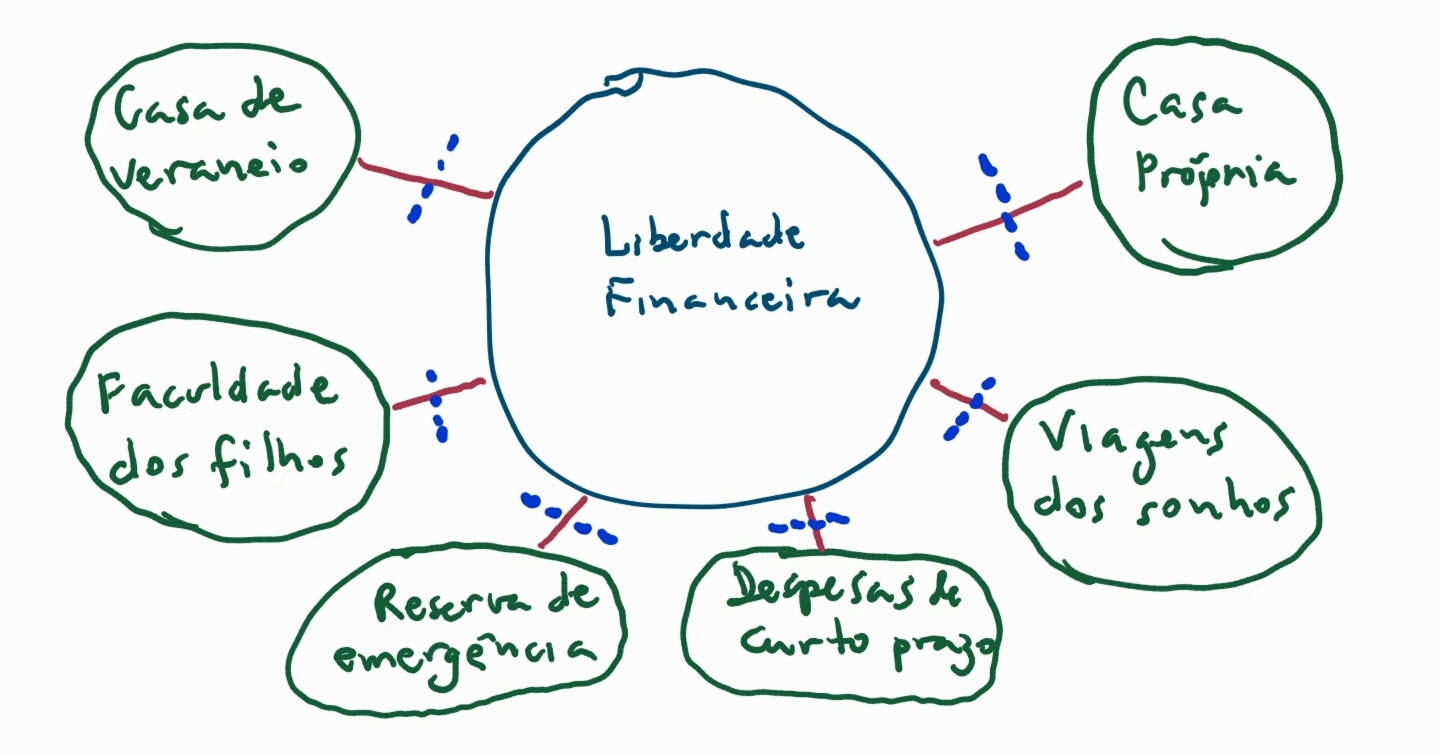 Casa de
veraneio
Liberdade
Financeira
Casa
Própria
Faculdade
dos filhos
Viagens
dos sonhos
Reserva de
emergência
Despesas de
curto prazo